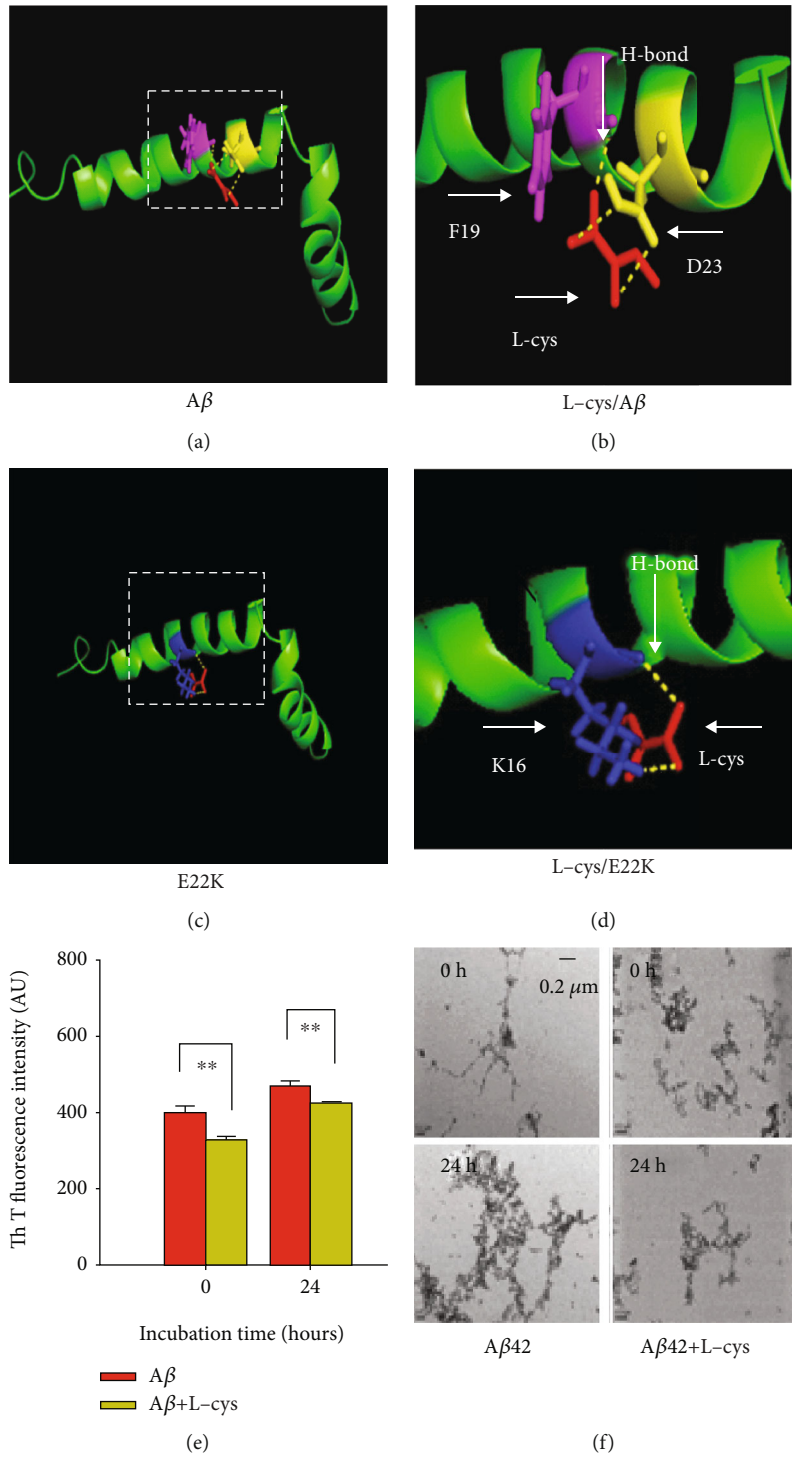 H-bond
F19
D23
L-cys
Aβ
L–cys/Aβ
(a)
(b)
H-bond
K16
L-cys
E22K
L–cys/E22K
(c)
(d)
Th T fluorescence intensity (AU)
800
600
400
200
0
**
**
0
24
Incubation time (hours)
Aβ
Aβ+L–cys
(e)
0 h
0.2 μm
0 h
24 h
24 h
Aβ42
Aβ42+L–cys
(f)